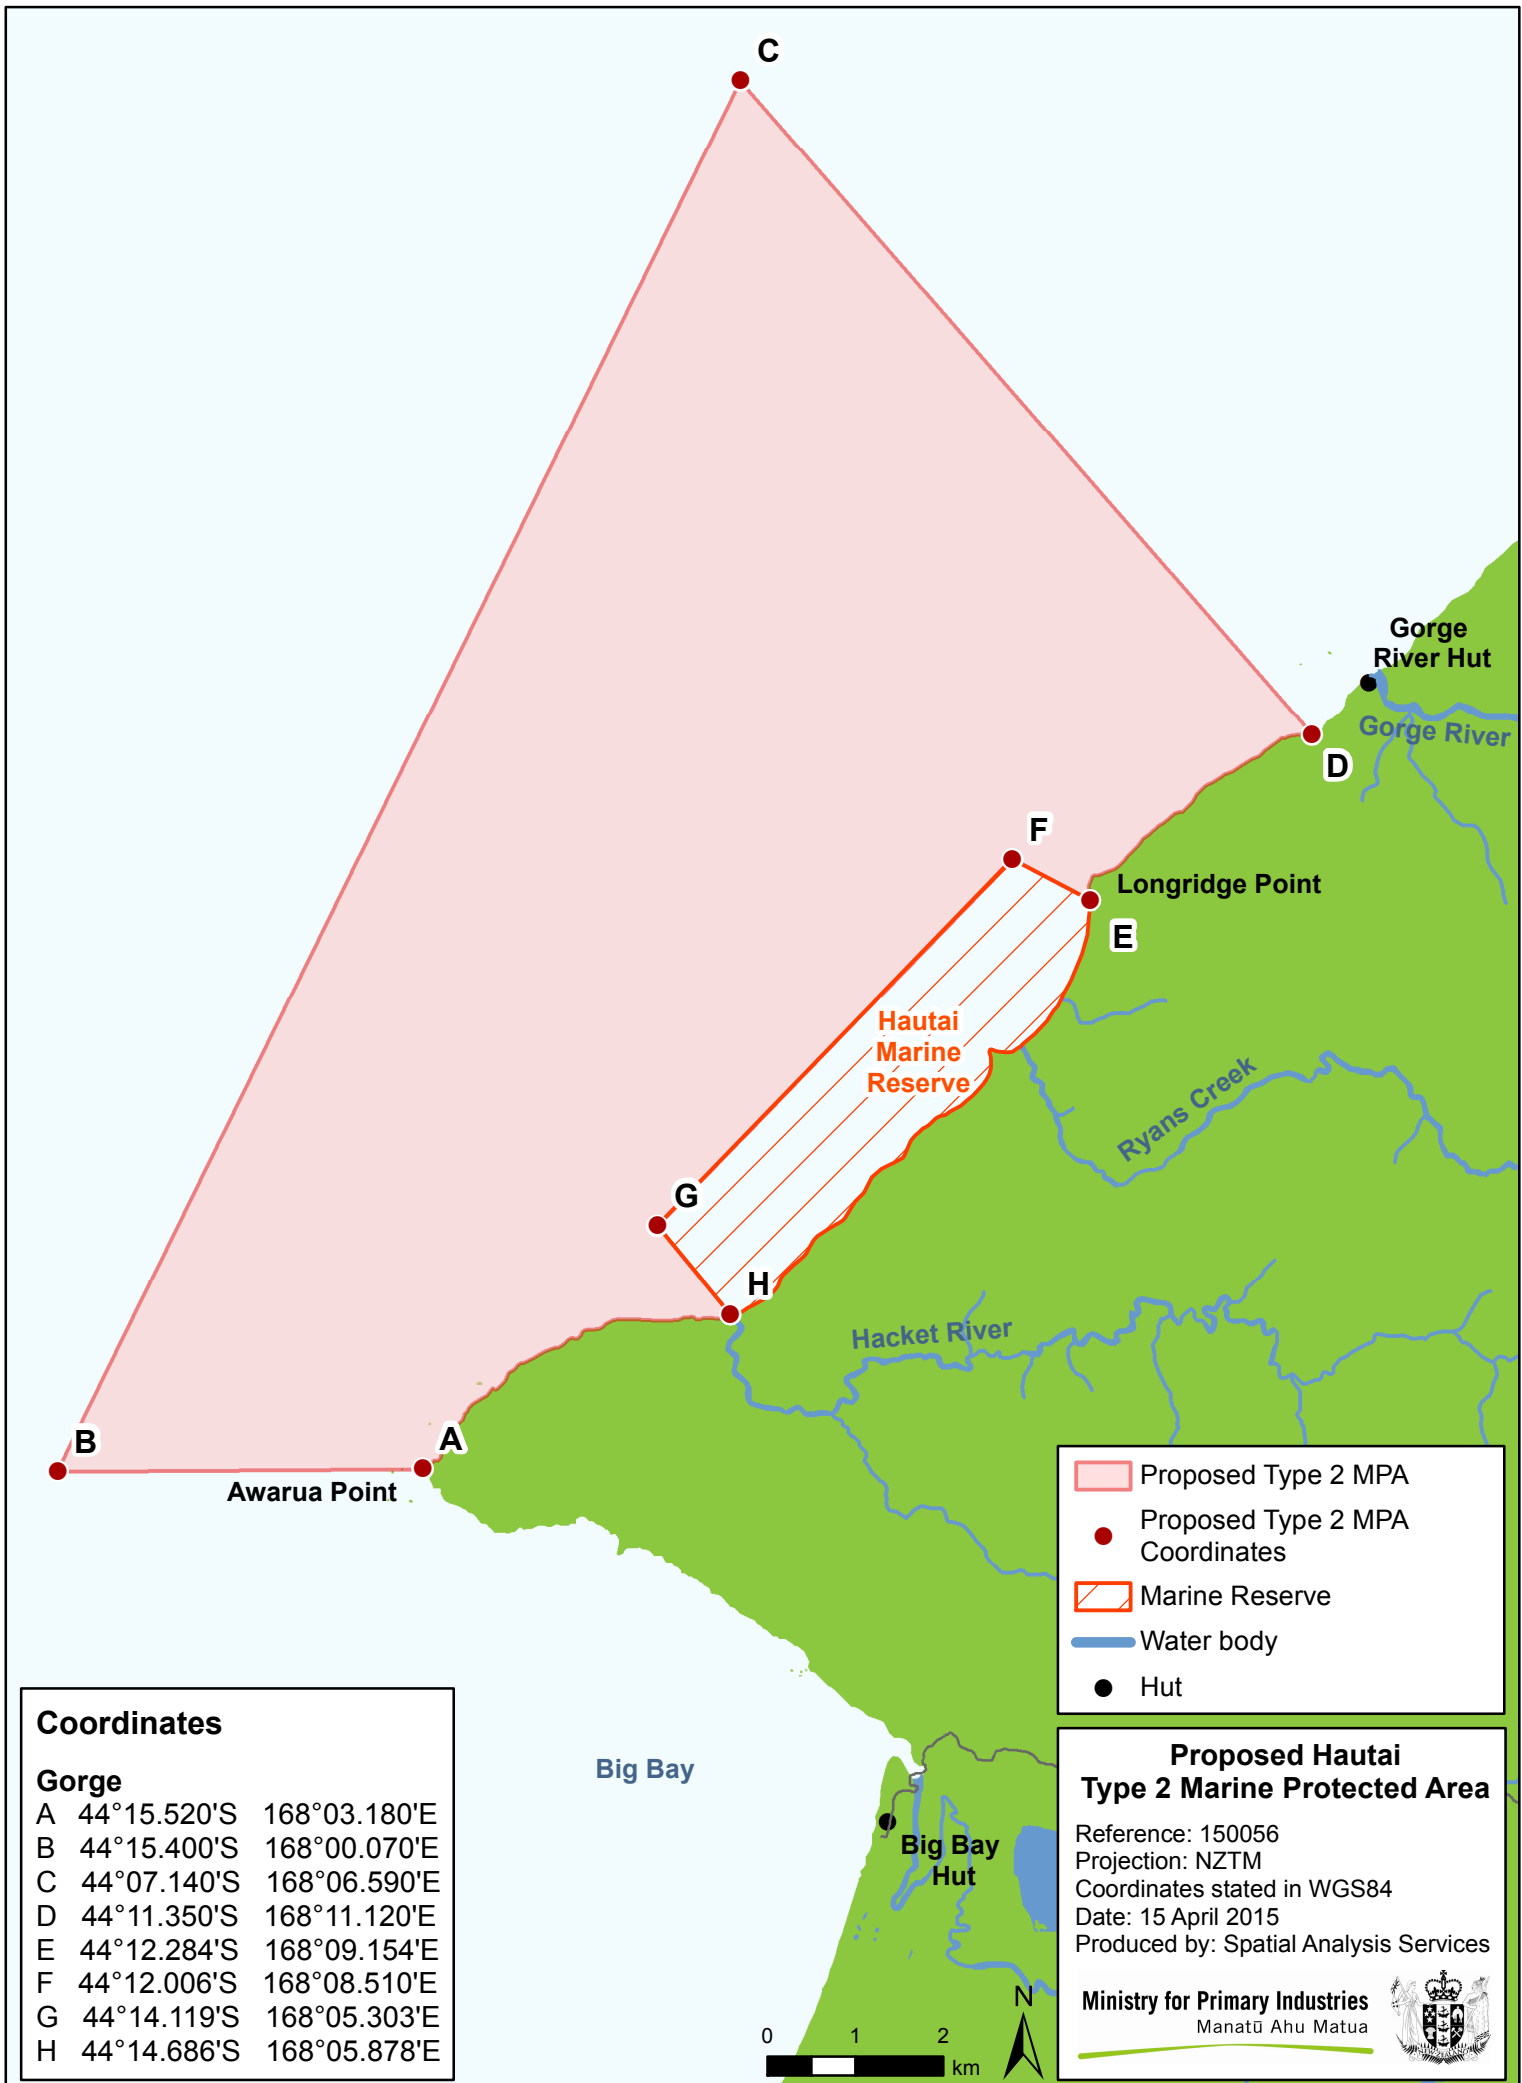 C
Gorge
River Hut
Gorge River
D
F
Longridge Point
E
Hautai
Marine
Reserve
Ryans Creek
G
H
Hacket River
B
A
Awarua Point
Proposed Type 2 MPA
Proposed Type 2 MPA
Coordinates
Marine Reserve
Water body
Hut
Coordinates
Gorge
A 44°15.520'S 168°03.180'E
B 44°15.400'S 168°00.070'E
C 44°07.140'S 168°06.590'E
D 44°11.350'S 168°11.120'E
E 44°12.284'S 168°09.154'E
F 44°12.006'S 168°08.510'E
G 44°14.119'S 168°05.303'E
H 44°14.686'S 168°05.878'E
Big Bay
Big Bay
Hut
N
0 1 2
km
Proposed Hautai
Type 2 Marine Protected Area
Reference: 150056
Projection: NZTM
Coordinates stated in WGS84
Date: 15 April 2015
Produced by: Spatial Analysis Services
Ministry for Primary Industries
Manatū Ahu Matua